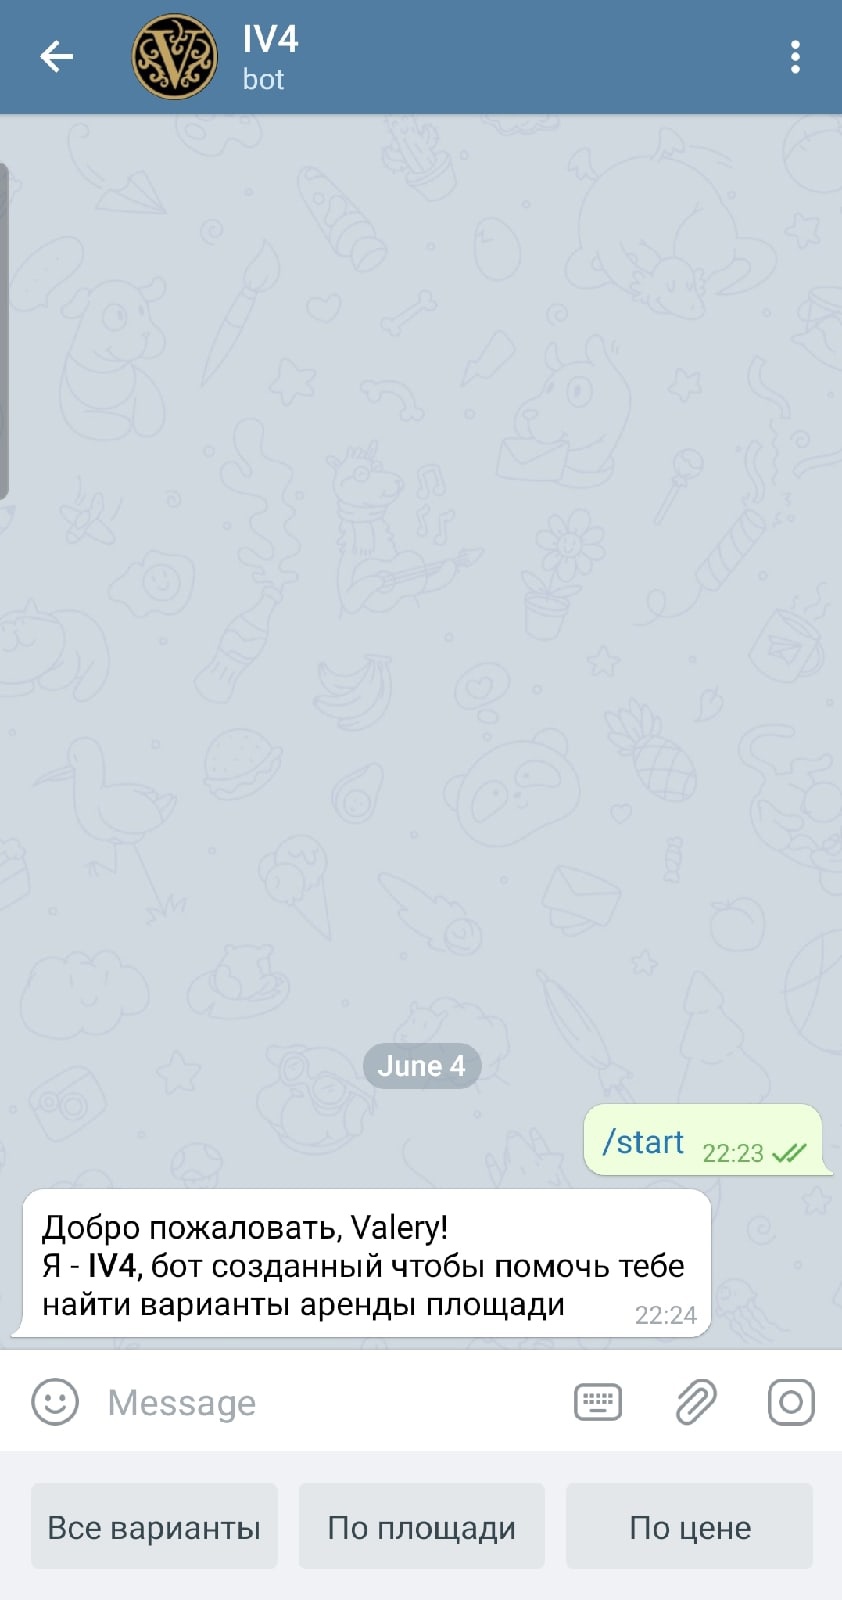 IV4
bot
June 4
/start 22:23
Добро пожаловать, Valery!
Я - IV4, бот созданный чтобы помочь тебе
найти варианты аренды площади 22:24
Message
Все варианты По площади По цене